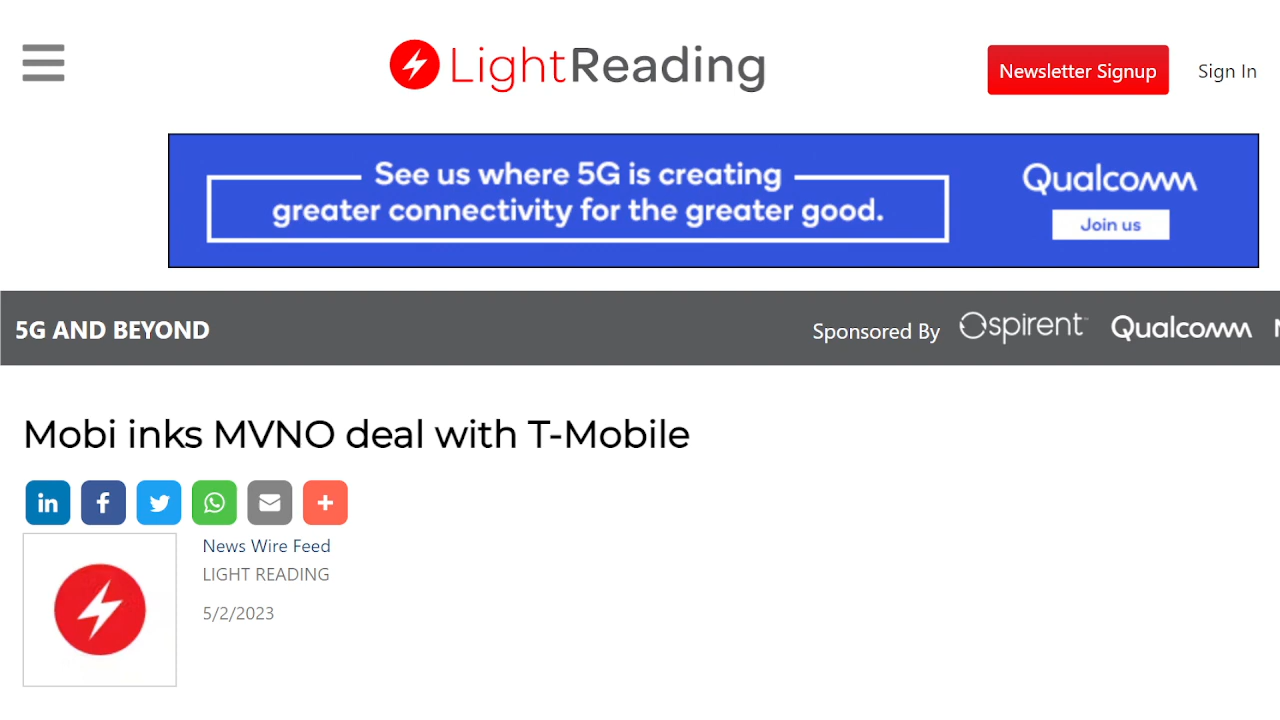 LightReading
Newsletter Signup
Sign In
See us where 5G is creating
greater connectivity for the greater good.
Qualcomm
Join us
5G AND BEYOND
Sponsored By
spirent™
Qualcomm
Mobi inks MVNO deal with T-Mobile
in
f
News Wire Feed
LIGHT READING
5/2/2023